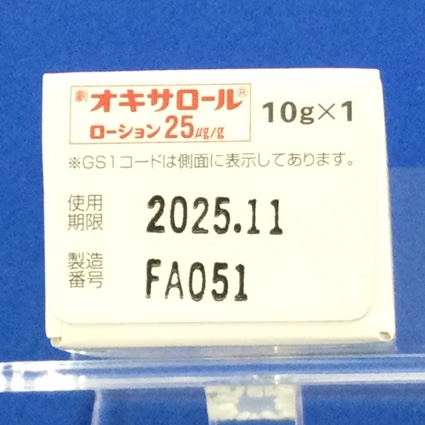 劇 オキサロール® 10g×1
ローション25μg/g
※GS1コードは側面に表示してあります。
使用期限 2025.11
製造番号 FA051